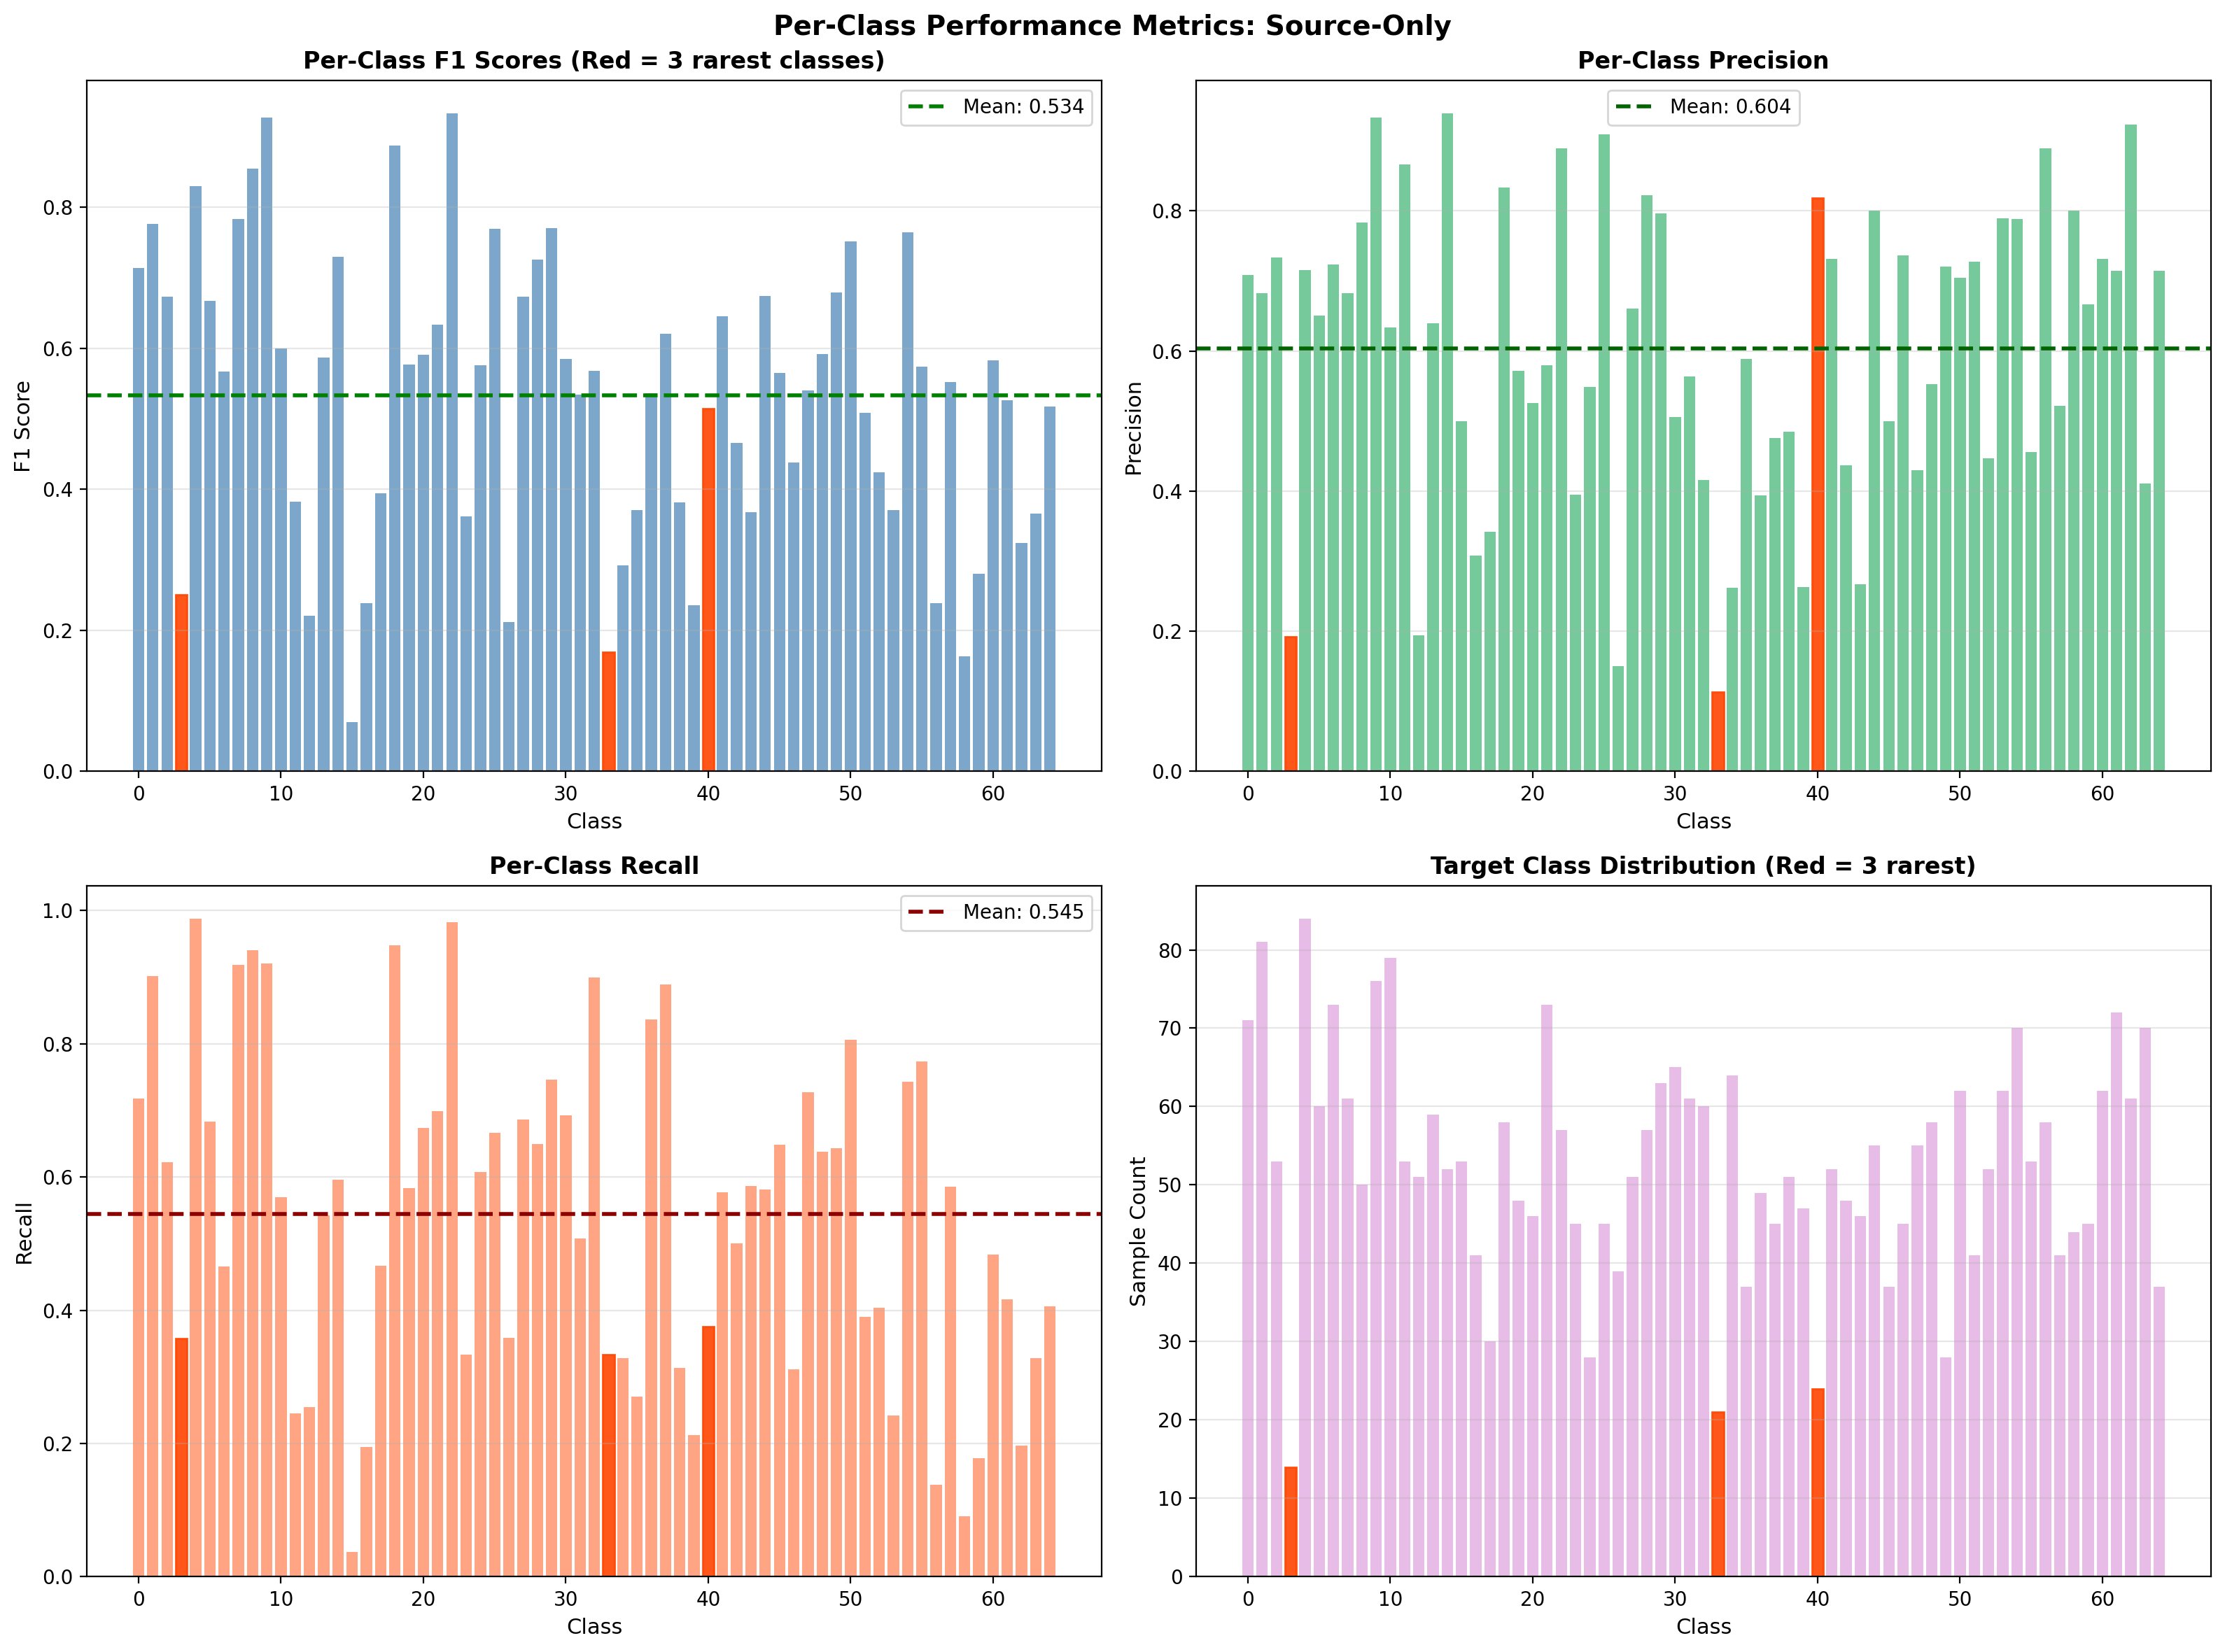 Per-Class Performance Metrics: Source-Only
Per-Class F1 Scores (Red = 3 rarest classes)
Mean: 0.534
F1 Score
0.8
0.6
0.4
0.2
0.0
0 10 20 30 40 50 60
Class
Per-Class Precision
Mean: 0.604
Precision
0.8
0.6
0.4
0.2
0.0
0 10 20 30 40 50 60
Class
Per-Class Recall
Mean: 0.545
Recall
1.0
0.8
0.6
0.4
0.2
0.0
0 10 20 30 40 50 60
Class
Target Class Distribution (Red = 3 rarest)
Sample Count
80
70
60
50
40
30
20
10
0
0 10 20 30 40 50 60
Class